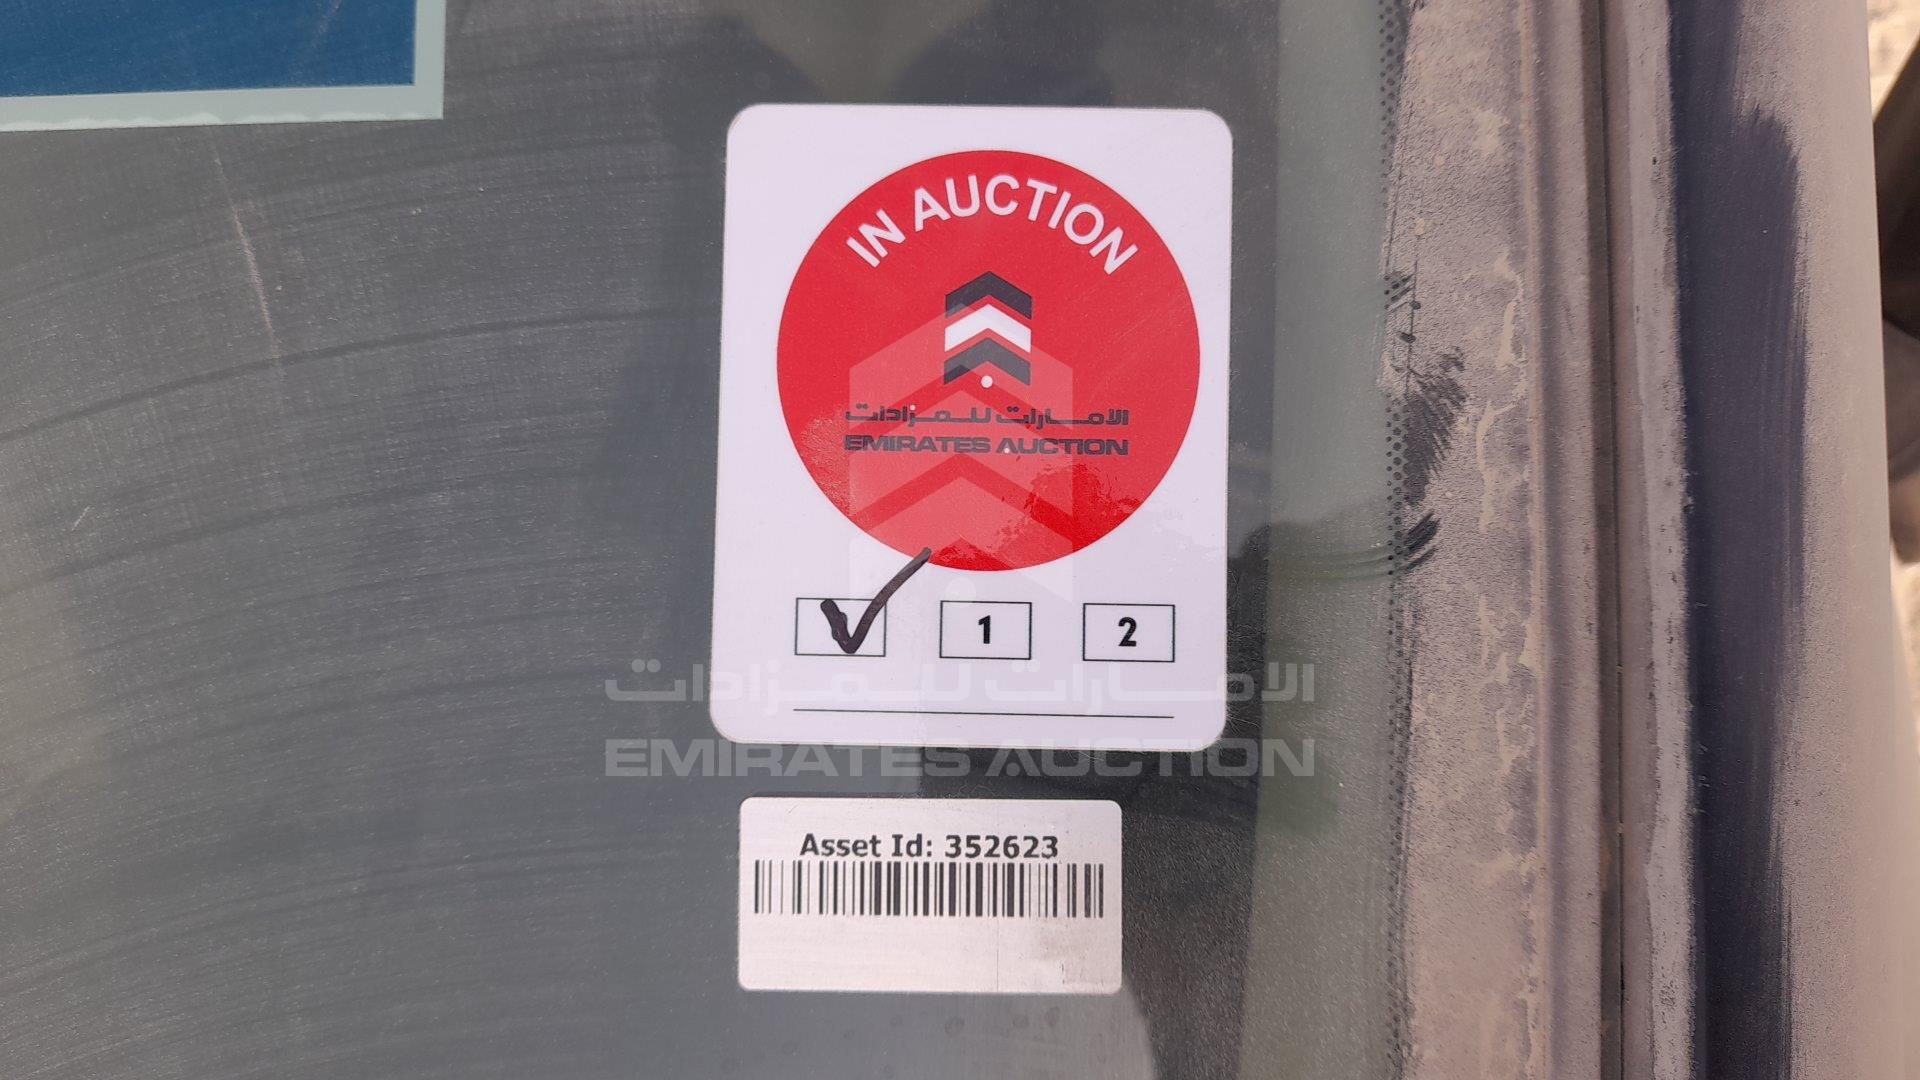 IN AUCTION
الامارات للمزادات
EMIRATES AUCTION
1 2
الامارات للمزادات
EMIRATES AUCTION
Asset Id: 352623